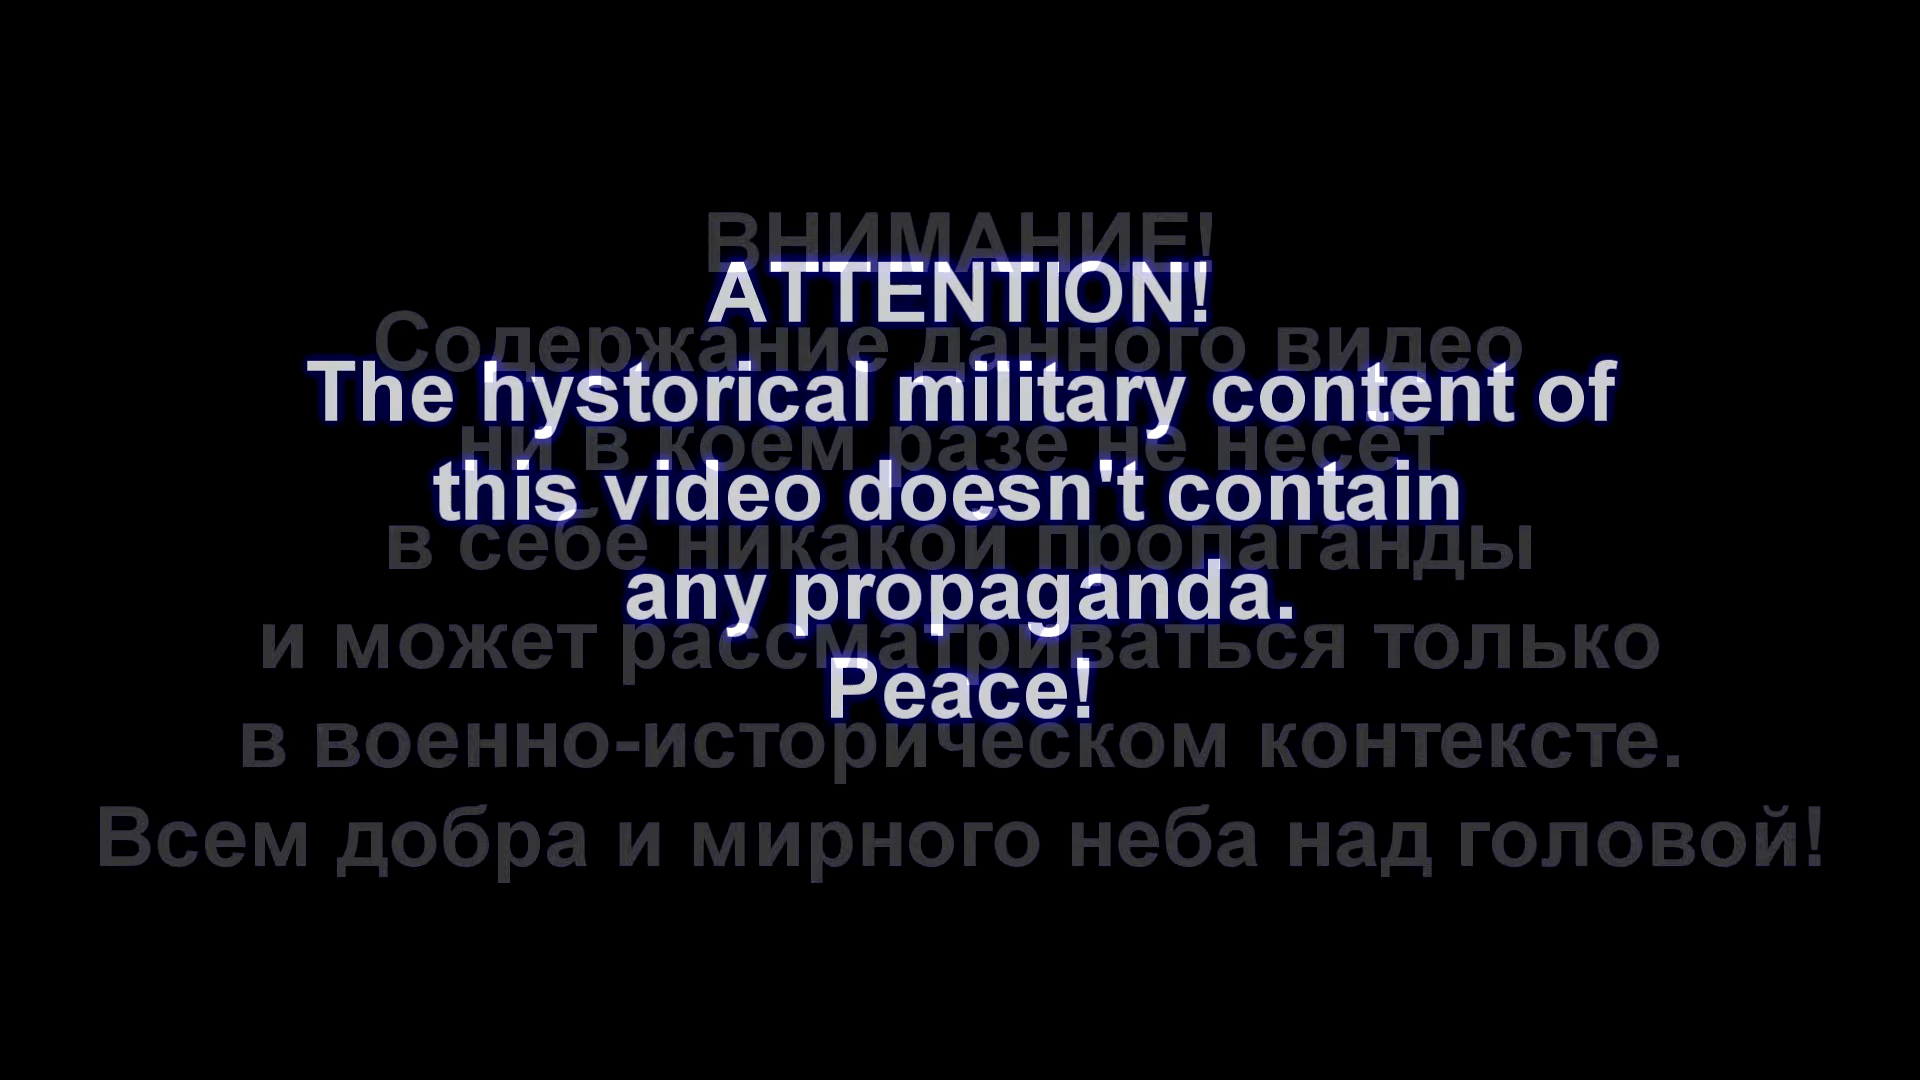 ВНИМАНИЕ!
ATTENTION!
Содержание данного видео
The hystorical military content of
ни в коем разе не несёт
this video doesn't contain
в себе никакой пропаганды
any propaganda.
и может рассматриваться только
Peace!
в военно-историческом контексте.
Всем добра и мирного неба над головой!